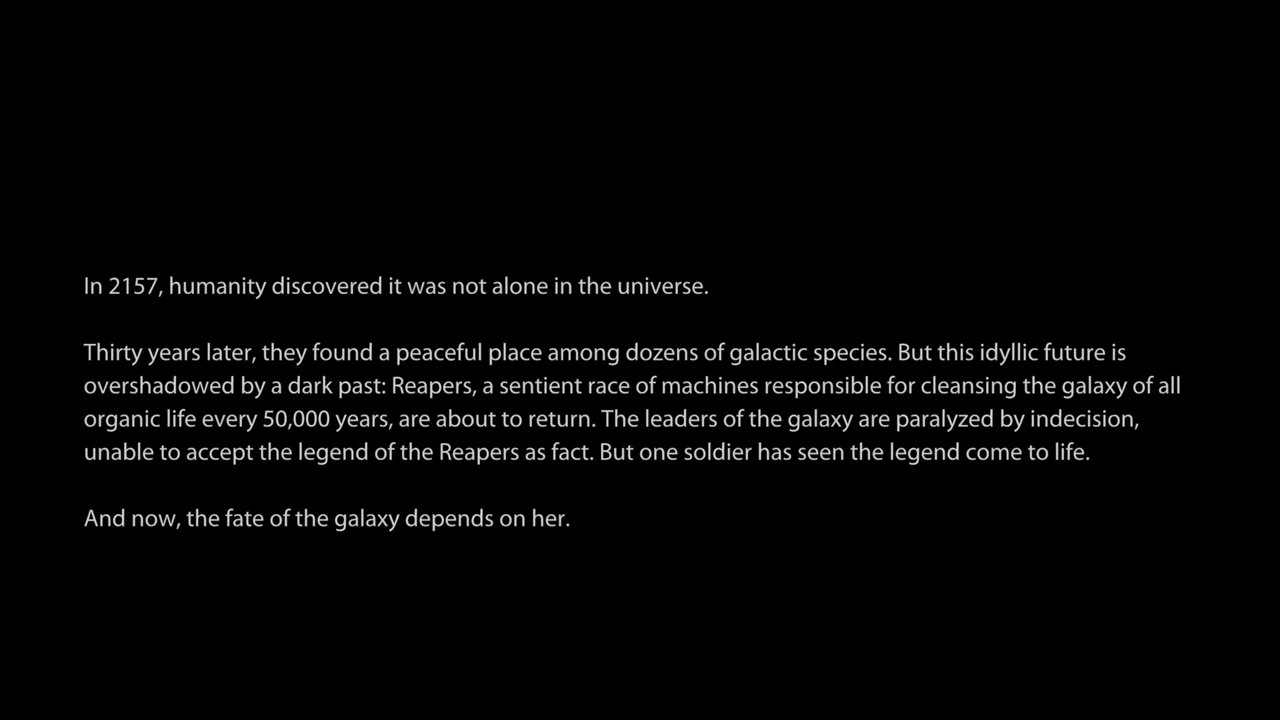 In 2157, humanity discovered it was not alone in the universe.
Thirty years later, they found a peaceful place among dozens of galactic species. But this idyllic future is
overshadowed by a dark past: Reapers, a sentient race of machines responsible for cleansing the galaxy of all
organic life every 50,000 years, are about to return. The leaders of the galaxy are paralyzed by indecision,
unable to accept the legend of the Reapers as fact. But one soldier has seen the legend come to life.
And now, the fate of the galaxy depends on her.